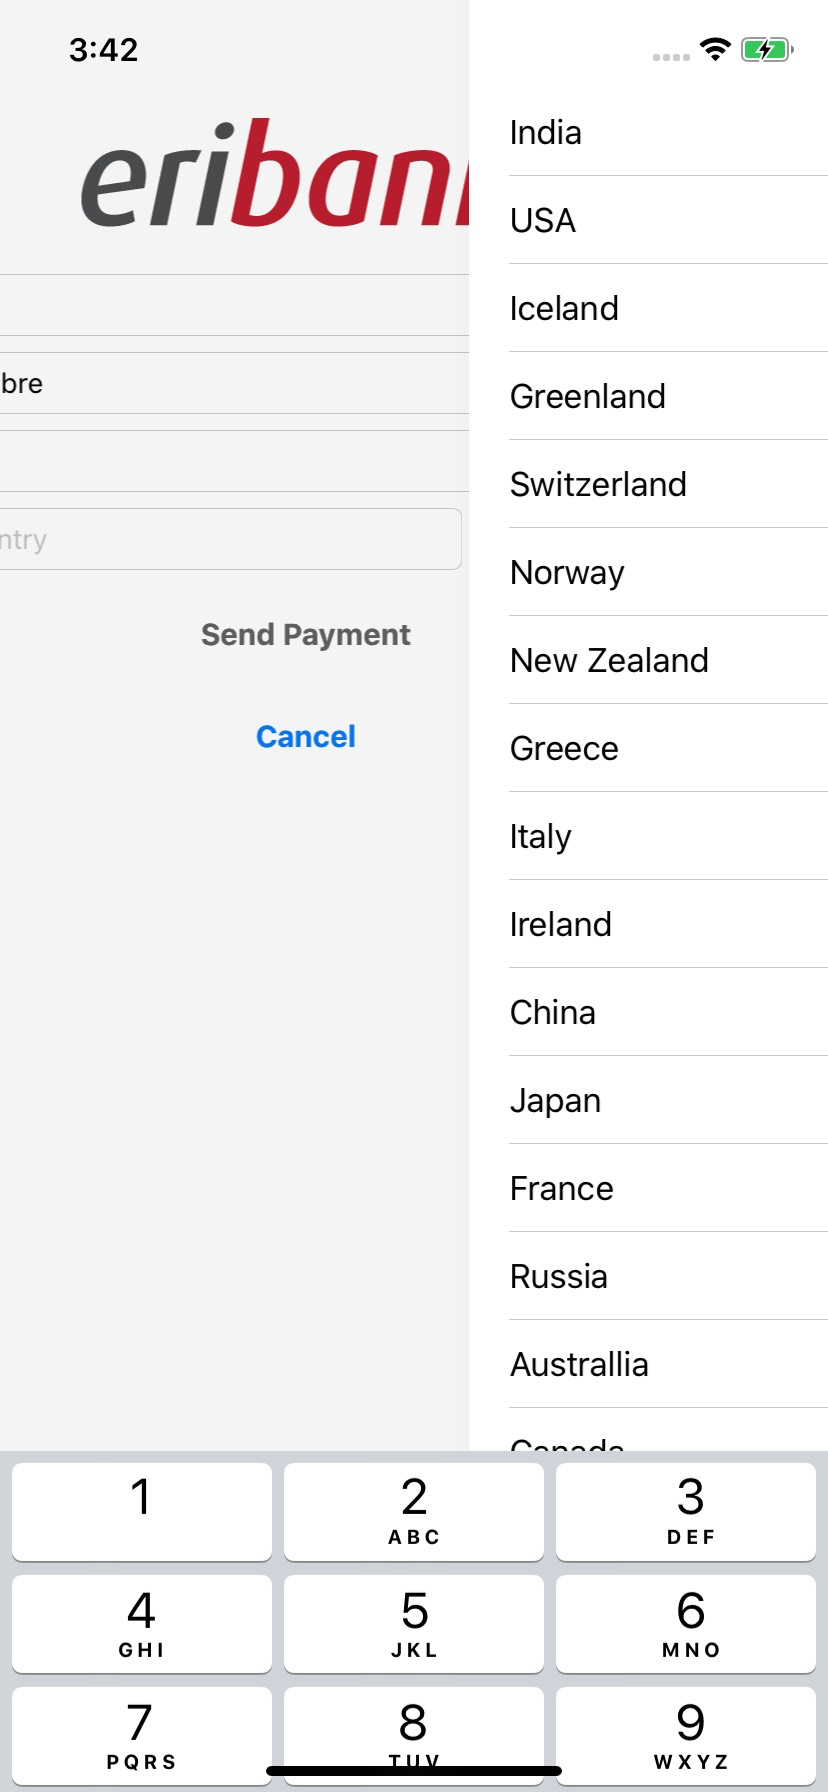 3:42
eriban
India
USA
Iceland
bre
Greenland
Switzerland
ntry
Norway
Send Payment
New Zealand
Cancel
Greece
Italy
Ireland
China
Japan
France
Russia
Australlia
Canada
1
2
ABC
3
DEF
4
GHI
5
JKL
6
MNO
7
PQRS
8
TUV
9
WXYZ